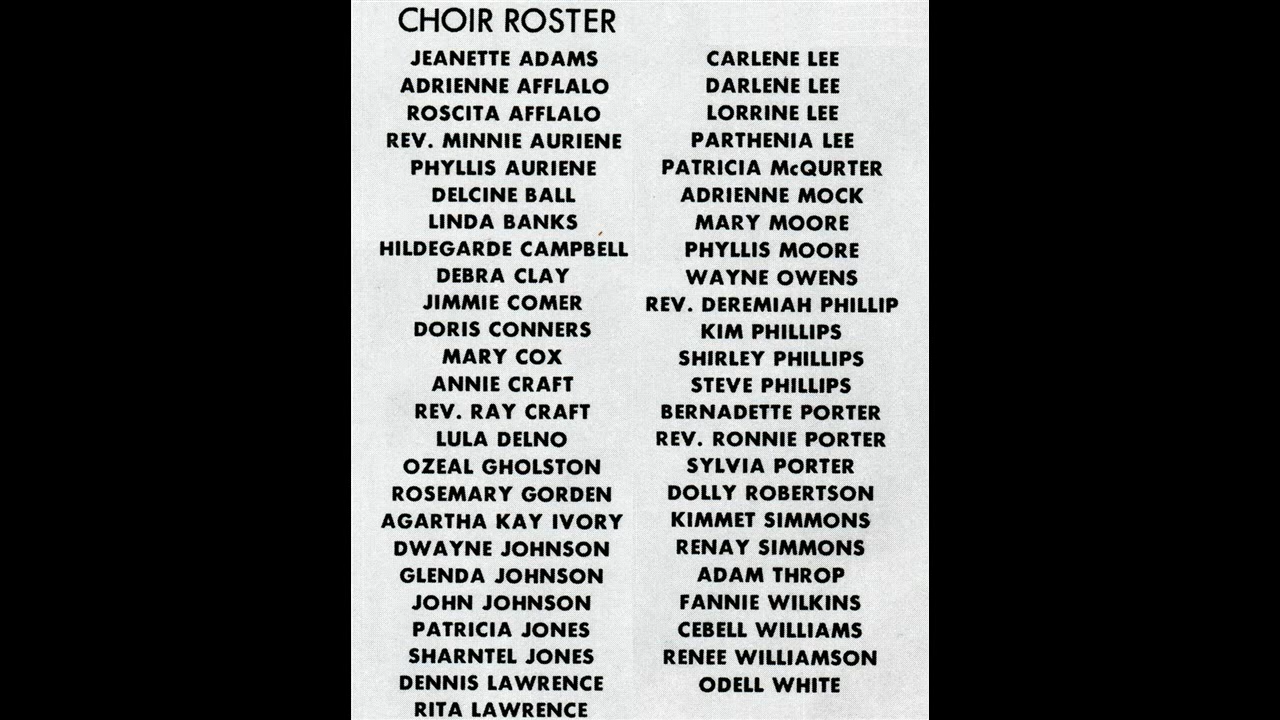 CHOIR ROSTER
JEANETTE ADAMS
ADRIENNE AFFLALO
ROSCITA AFFLALO
REV. MINNIE AURIENE
PHYLLIS AURIENE
DELCINE BALL
LINDA BANKS
HILDEGARDE CAMPBELL
DEBRA CLAY
JIMMIE COMER
DORIS CONNERS
MARY COX
ANNIE CRAFT
REV. RAY CRAFT
LULA DELNO
OZEAL GHOLSTON
ROSEMARY GORDEN
AGARTHA KAY IVORY
DWAYNE JOHNSON
GLENDA JOHNSON
JOHN JOHNSON
PATRICIA JONES
SHARNTEL JONES
DENNIS LAWRENCE
RITA LAWRENCE
CARLENE LEE
DARLENE LEE
LORRINE LEE
PARTHENIA LEE
PATRICIA McQURTER
ADRIENNE MOCK
MARY MOORE
PHYLLIS MOORE
WAYNE OWENS
REV. DEREMIAH PHILLIP
KIM PHILLIPS
SHIRLEY PHILLIPS
STEVE PHILLIPS
BERNADETTE PORTER
REV. RONNIE PORTER
SYLVIA PORTER
DOLLY ROBERTSON
KIMMET SIMMONS
RENAY SIMMONS
ADAM THROP
FANNIE WILKINS
CEBELL WILLIAMS
RENEE WILLIAMSON
ODELL WHITE